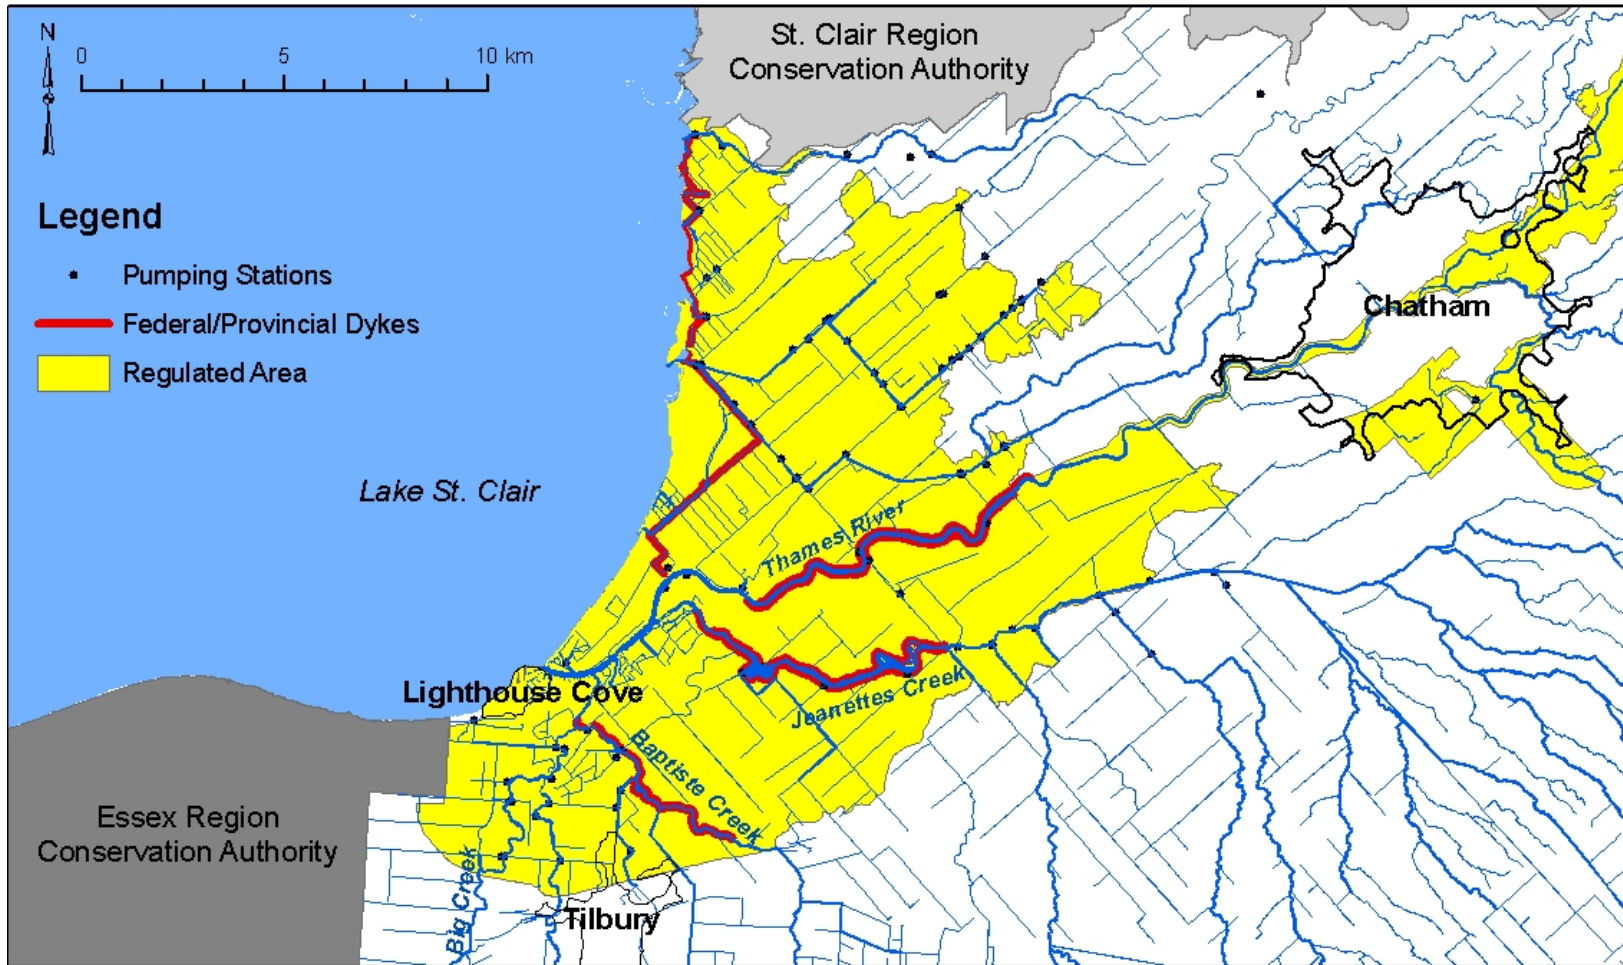 N
0 5 10 km
St. Clair Region
Conservation Authority
Legend
Pumping Stations
Federal/Provincial Dykes
Regulated Area
Chatham
Lake St. Clair
Thames River
Lighthouse Cove
Jeanettes Creek
Baptiste Creek
Essex Region
Conservation Authority
Big Creek
Tilbury